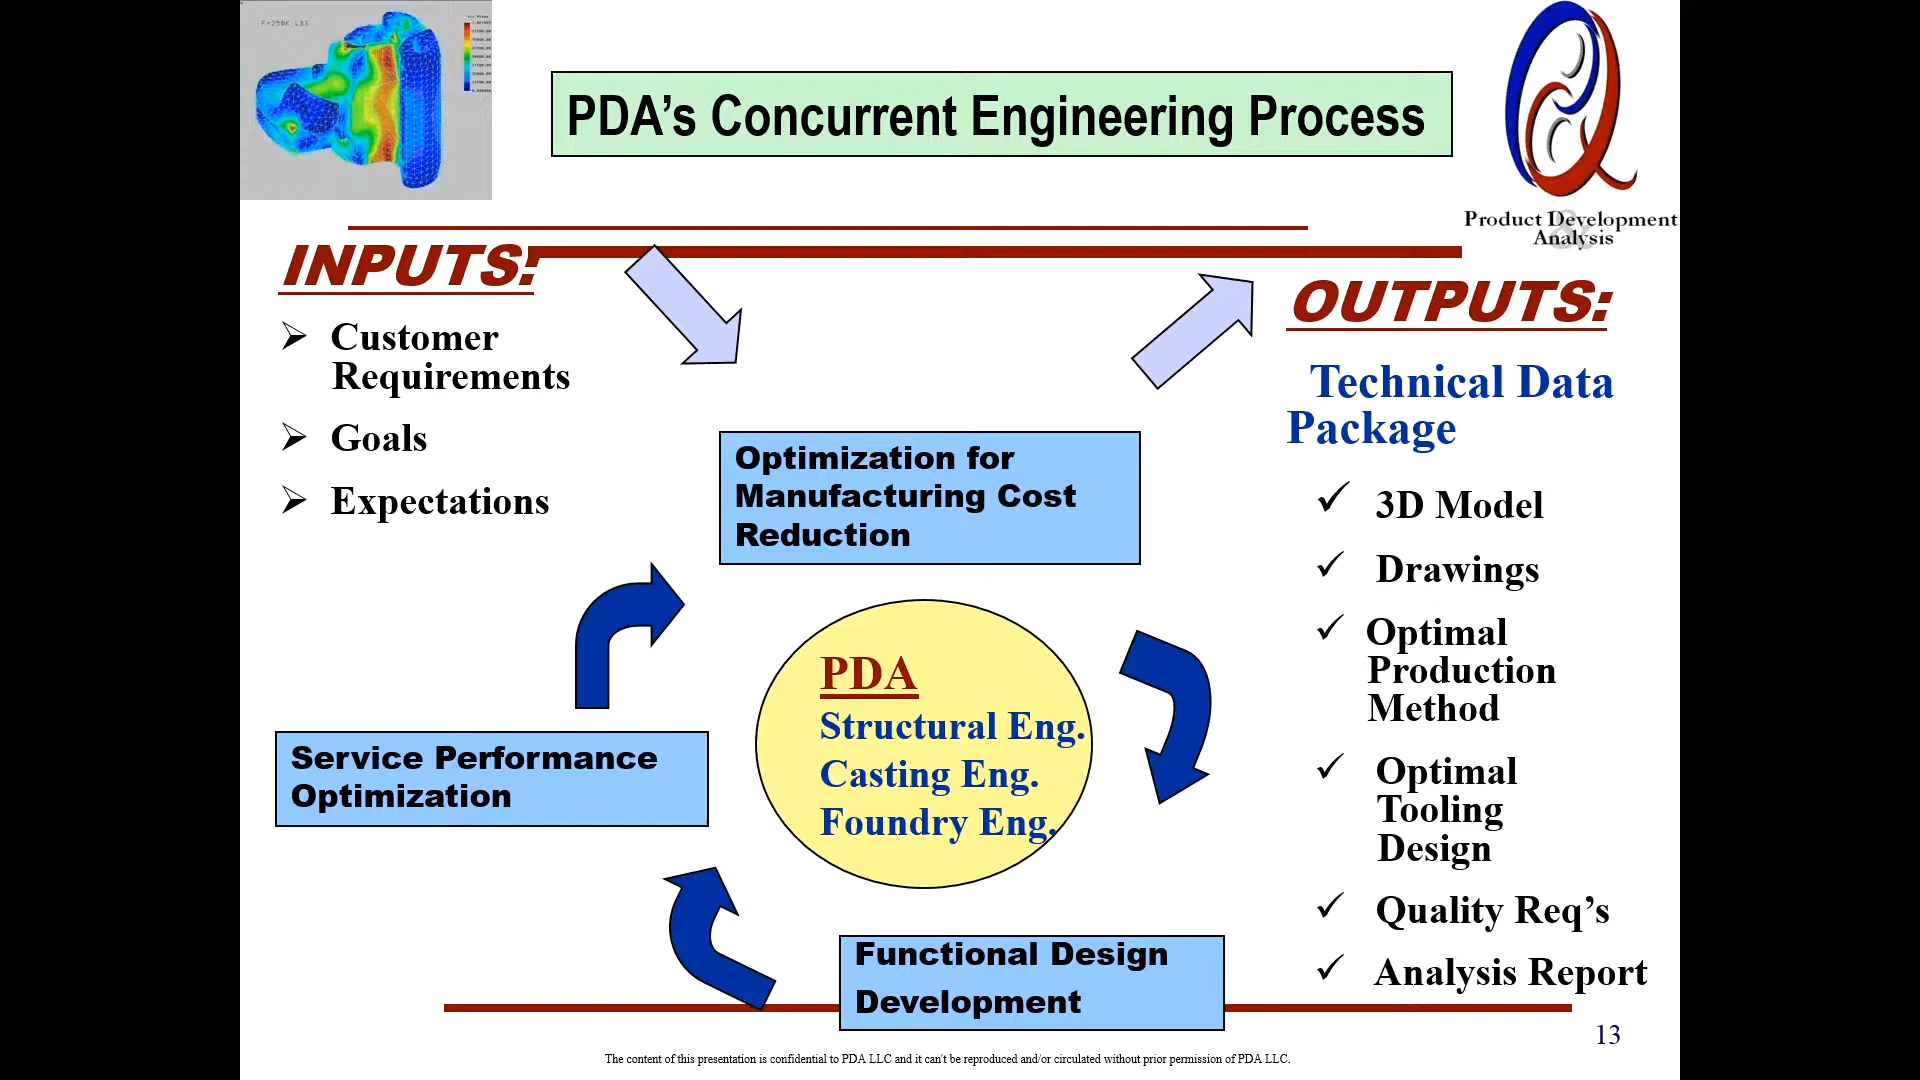 F=250K LBS
PDA’s Concurrent Engineering Process
Product Development
&
Analysis
INPUTS:
Customer
Requirements
Goals
Expectations
OUTPUTS:
Technical Data
Package
3D Model
Drawings
Optimal
Production
Method
Optimal
Tooling
Design
Quality Req’s
Analysis Report
Optimization for
Manufacturing Cost
Reduction
Service Performance
Optimization
PDA
Structural Eng.
Casting Eng.
Foundry Eng.
Functional Design
Development
13
The content of this presentation is confidential to PDA LLC and it can't be reproduced and/or circulated without prior permission of PDA LLC.